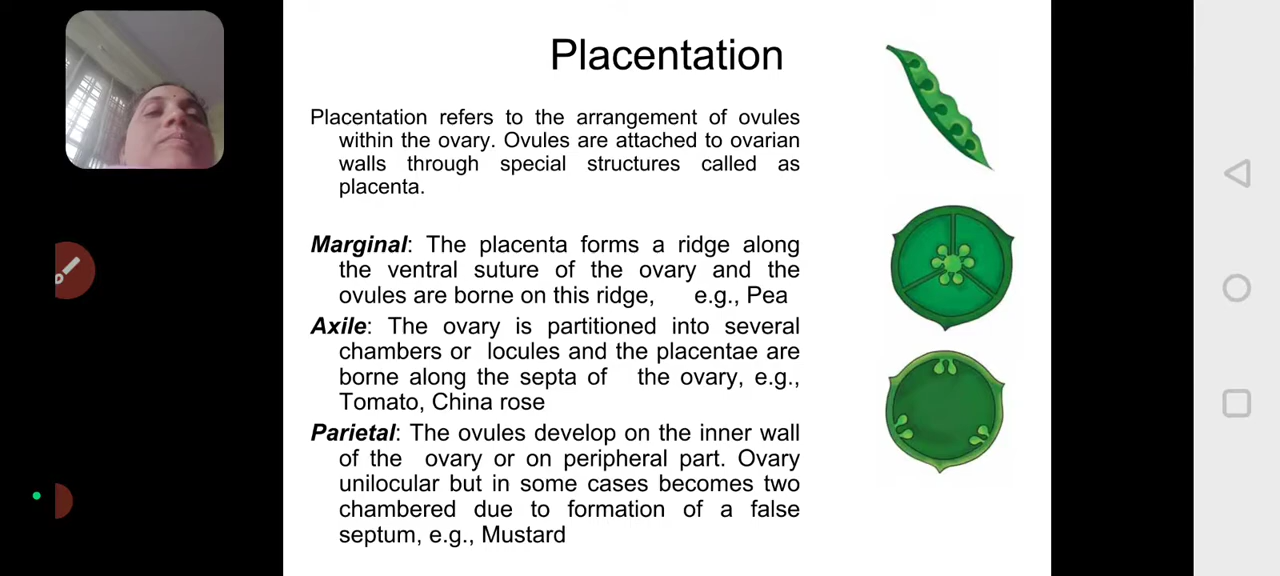 Placentation
Placentation refers to the arrangement of ovules
within the ovary. Ovules are attached to ovarian
walls through special structures called as
placenta.
Marginal: The placenta forms a ridge along
the ventral suture of the ovary and the
ovules are borne on this ridge, e.g., Pea
Axile: The ovary is partitioned into several
chambers or locules and the placentae are
borne along the septa of the ovary, e.g.,
Tomato, China rose
Parietal: The ovules develop on the inner wall
of the ovary or on peripheral part. Ovary
unilocular but in some cases becomes two
chambered due to formation of a false
septum, e.g., Mustard